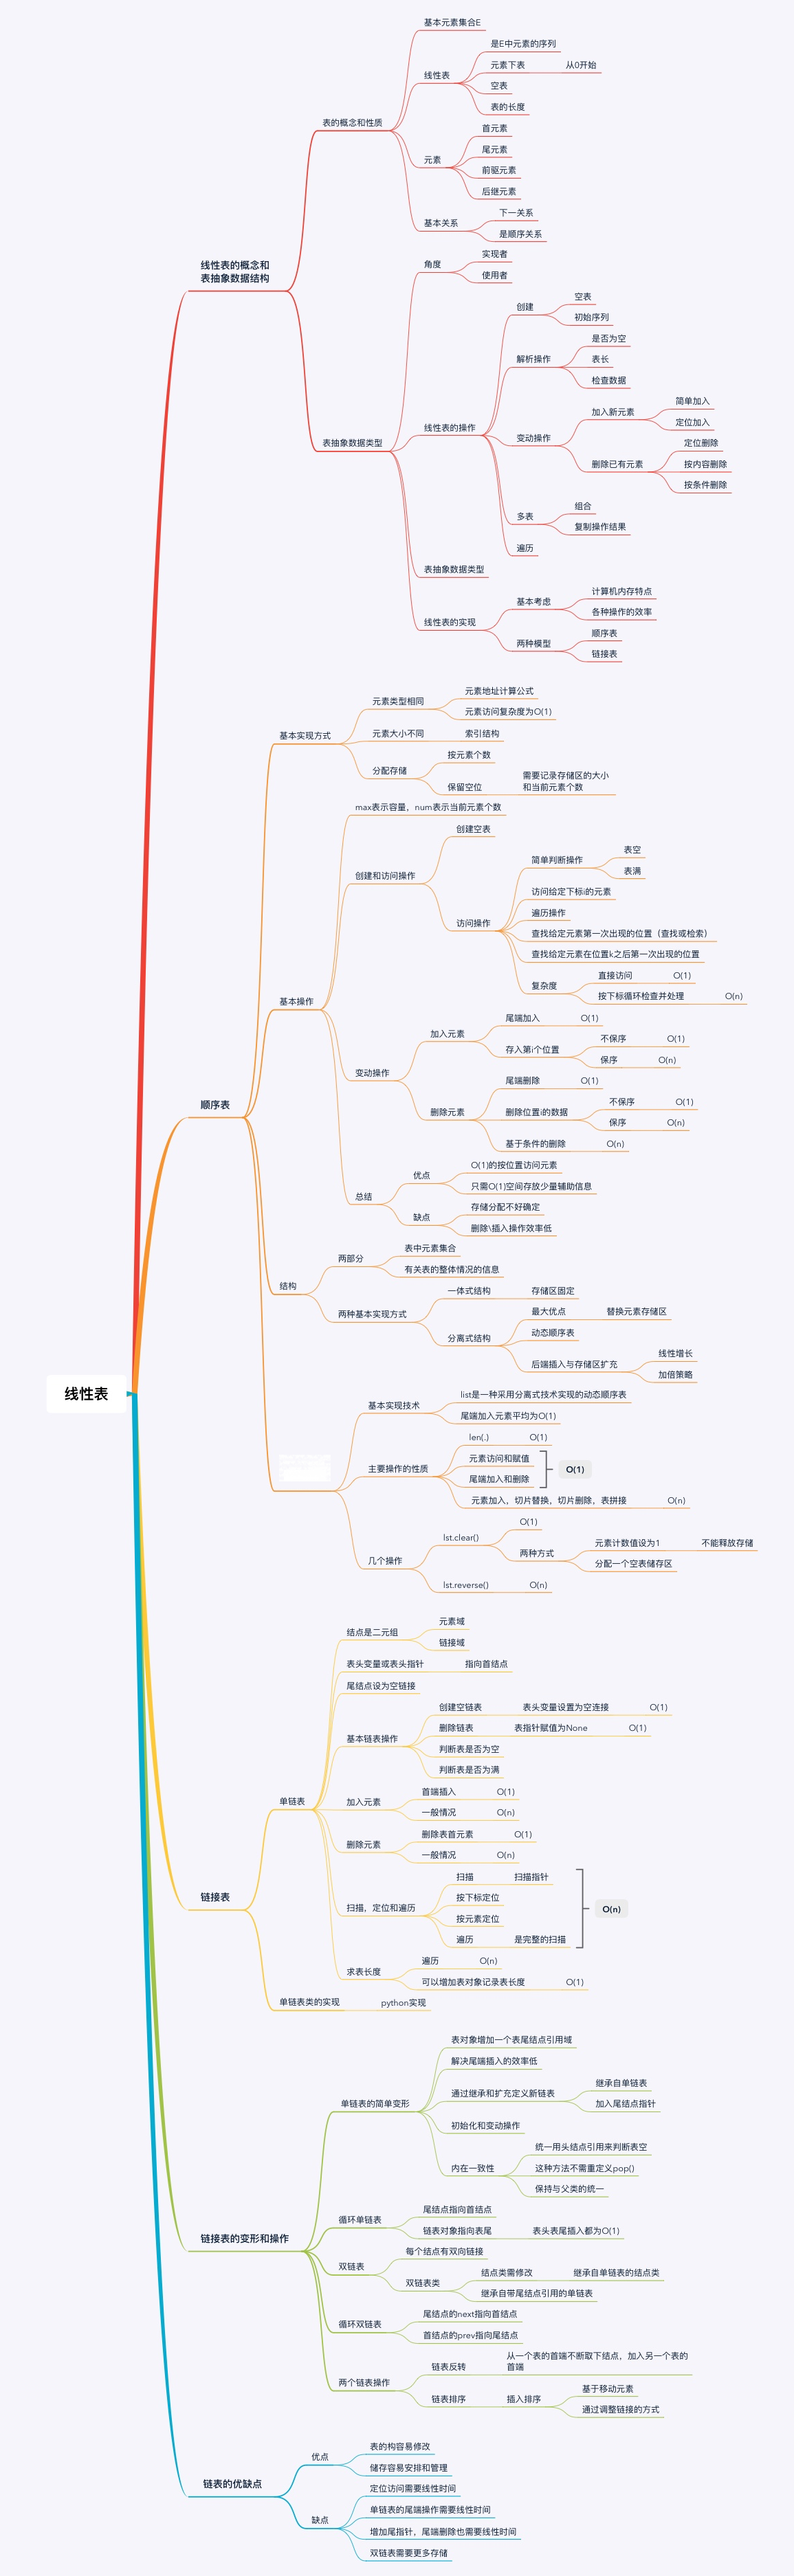 线性表
线性表的概念和
表抽象数据结构
表的概念和性质
基本元素集合E
线性表
是E中元素的序列
元素下表
从0开始
空表
表的长度
元素
首元素
尾元素
前驱元素
后继元素
基本关系
下一关系
是顺序关系
表抽象数据类型
角度
实现者
使用者
线性表的操作
创建
空表
初始序列
解析操作
是否为空
表长
检查数据
变动操作
加入新元素
简单加入
定位加入
删除已有元素
定位删除
按内容删除
按条件删除
多表
组合
复制操作结果
遍历
表抽象数据类型
线性表的实现
基本考虑
计算机内存特点
各种操作的效率
两种模型
顺序表
链接表
顺序表
基本实现方式
元素类型相同
元素地址计算公式
元素访问复杂度为O(1)
元素大小不同
索引结构
分配存储
按元素个数
保留空位
需要记录存储区的大小
和当前元素个数
基本操作
max表示容量，num表示当前元素个数
创建和访问操作
创建空表
访问操作
简单判断操作
表空
表满
访问给定下标i的元素
遍历操作
查找给定元素第一次出现的位置（查找或检索）
查找给定元素在位置k之后第一次出现的位置
复杂度
直接访问
O(1)
按下标循环检查并处理
O(n)
变动操作
加入元素
尾端加入
O(1)
存入第i个位置
不保序
O(1)
保序
O(n)
删除元素
尾端删除
O(1)
删除位置i的数据
不保序
O(1)
保序
O(n)
基于条件的删除
O(n)
总结
优点
O(1)的按位置访问元素
只需O(1)空间存放少量辅助信息
缺点
存储分配不好确定
删除\插入操作效率低
结构
两部分
表中元素集合
有关表的整体情况的信息
两种基本实现方式
一体式结构
存储区固定
分离式结构
最大优点
替换元素存储区
动态顺序表
后端插入与存储区扩充
线性增长
加倍策略
基本实现技术
list是一种采用分离式技术实现的动态顺序表
尾端加入元素平均为O(1)
主要操作的性质
len(.)
O(1)
元素访问和赋值
尾端加入和删除
O(1)
元素加入，切片替换，切片删除，表拼接
O(n)
几个操作
lst.clear()
O(1)
两种方式
元素计数值设为1
不能释放存储
分配一个空表储存区
lst.reverse()
O(n)
链接表
单链表
结点是二元组
元素域
链接域
表头变量或表头指针
指向首结点
尾结点设为空链接
基本链表操作
创建空链表
表头变量设置为空连接
O(1)
删除链表
表指针赋值为None
O(1)
判断表是否为空
判断表是否为满
加入元素
首端插入
O(1)
一般情况
O(n)
删除元素
删除表首元素
O(1)
一般情况
O(n)
扫描，定位和遍历
扫描
扫描指针
按下标定位
按元素定位
遍历
是完整的扫描
O(n)
求表长度
遍历
O(n)
可以增加表对象记录表长度
O(1)
单链表类的实现
python实现
链接表的变形和操作
单链表的简单变形
表对象增加一个表尾结点引用域
解决尾端插入的效率低
通过继承和扩充定义新链表
继承自单链表
加入尾结点指针
初始化和变动操作
内在一致性
统一用头结点引用来判断表空
这种方法不需重定义pop()
保持与父类的统一
循环单链表
尾结点指向首结点
链表对象指向表尾
表头表尾插入都为O(1)
双链表
每个结点有双向链接
双链表类
结点类需修改
继承自单链表的结点类
继承自带尾结点引用的单链表
循环双链表
尾结点的next指向首结点
首结点的prev指向尾结点
两个链表操作
链表反转
从一个表的首端不断取下结点，加入另一个表的
首端
链表排序
插入排序
基于移动元素
通过调整链接的方式
链表的优缺点
优点
表的构容易修改
储存容易安排和管理
缺点
定位访问需要线性时间
单链表的尾端操作需要线性时间
增加尾指针，尾端删除也需要线性时间
双链表需要更多存储